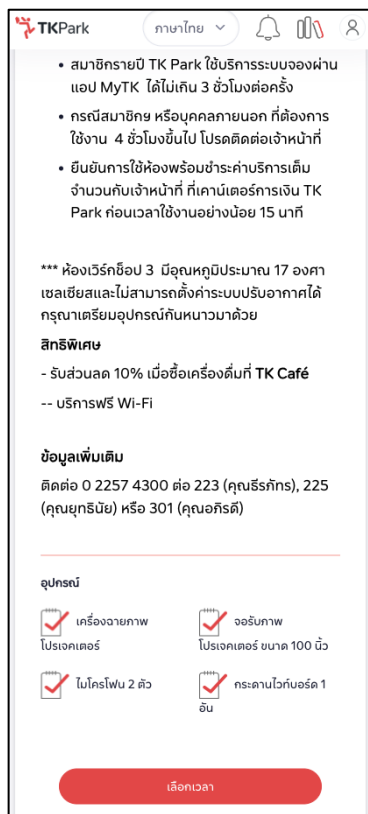 TKPark
ภาษาไทย
• สมาชิกรายปี TK Park ใช้บริการระบบจองผ่าน
แอป MyTK ได้ไม่เกิน 3 ชั่วโมงต่อครั้ง
• กรณีสมาชิกฯ หรือบุคคลภายนอก ที่ต้องการ
ใช้งาน 4 ชั่วโมงขึ้นไป โปรดติดต่อเจ้าหน้าที่
• ยืนยันการใช้ห้องพร้อมชำระค่าบริการเต็ม
จำนวนกับเจ้าหน้าที่ ที่เคาน์เตอร์การเงิน TK
Park ก่อนเวลาใช้งานอย่างน้อย 15 นาที
*** ห้องเวิร์กช็อป 3 มีอุณหภูมิประมาณ 17 องศา
เซลเซียสและไม่สามารถตั้งค่าระบบปรับอากาศได้
กรุณาเตรียมอุปกรณ์กันหนาวมาด้วย
สิทธิพิเศษ
- รับส่วนลด 10% เมื่อซื้อเครื่องดื่มที่ TK Café
-- บริการฟรี Wi-Fi
ข้อมูลเพิ่มเติม
ติดต่อ 0 2257 4300 ต่อ 223 (คุณธีรภัทร), 225
(คุณยุทธินัย) หรือ 301 (คุณอภิรดี)
อุปกรณ์
เครื่องฉายภาพ
โปรเจคเตอร์
จอรับภาพ
โปรเจคเตอร์ ขนาด 100 นิ้ว
ไมโครโฟน 2 ตัว
กระดานไวท์บอร์ด 1
อัน
เลือกเวลา